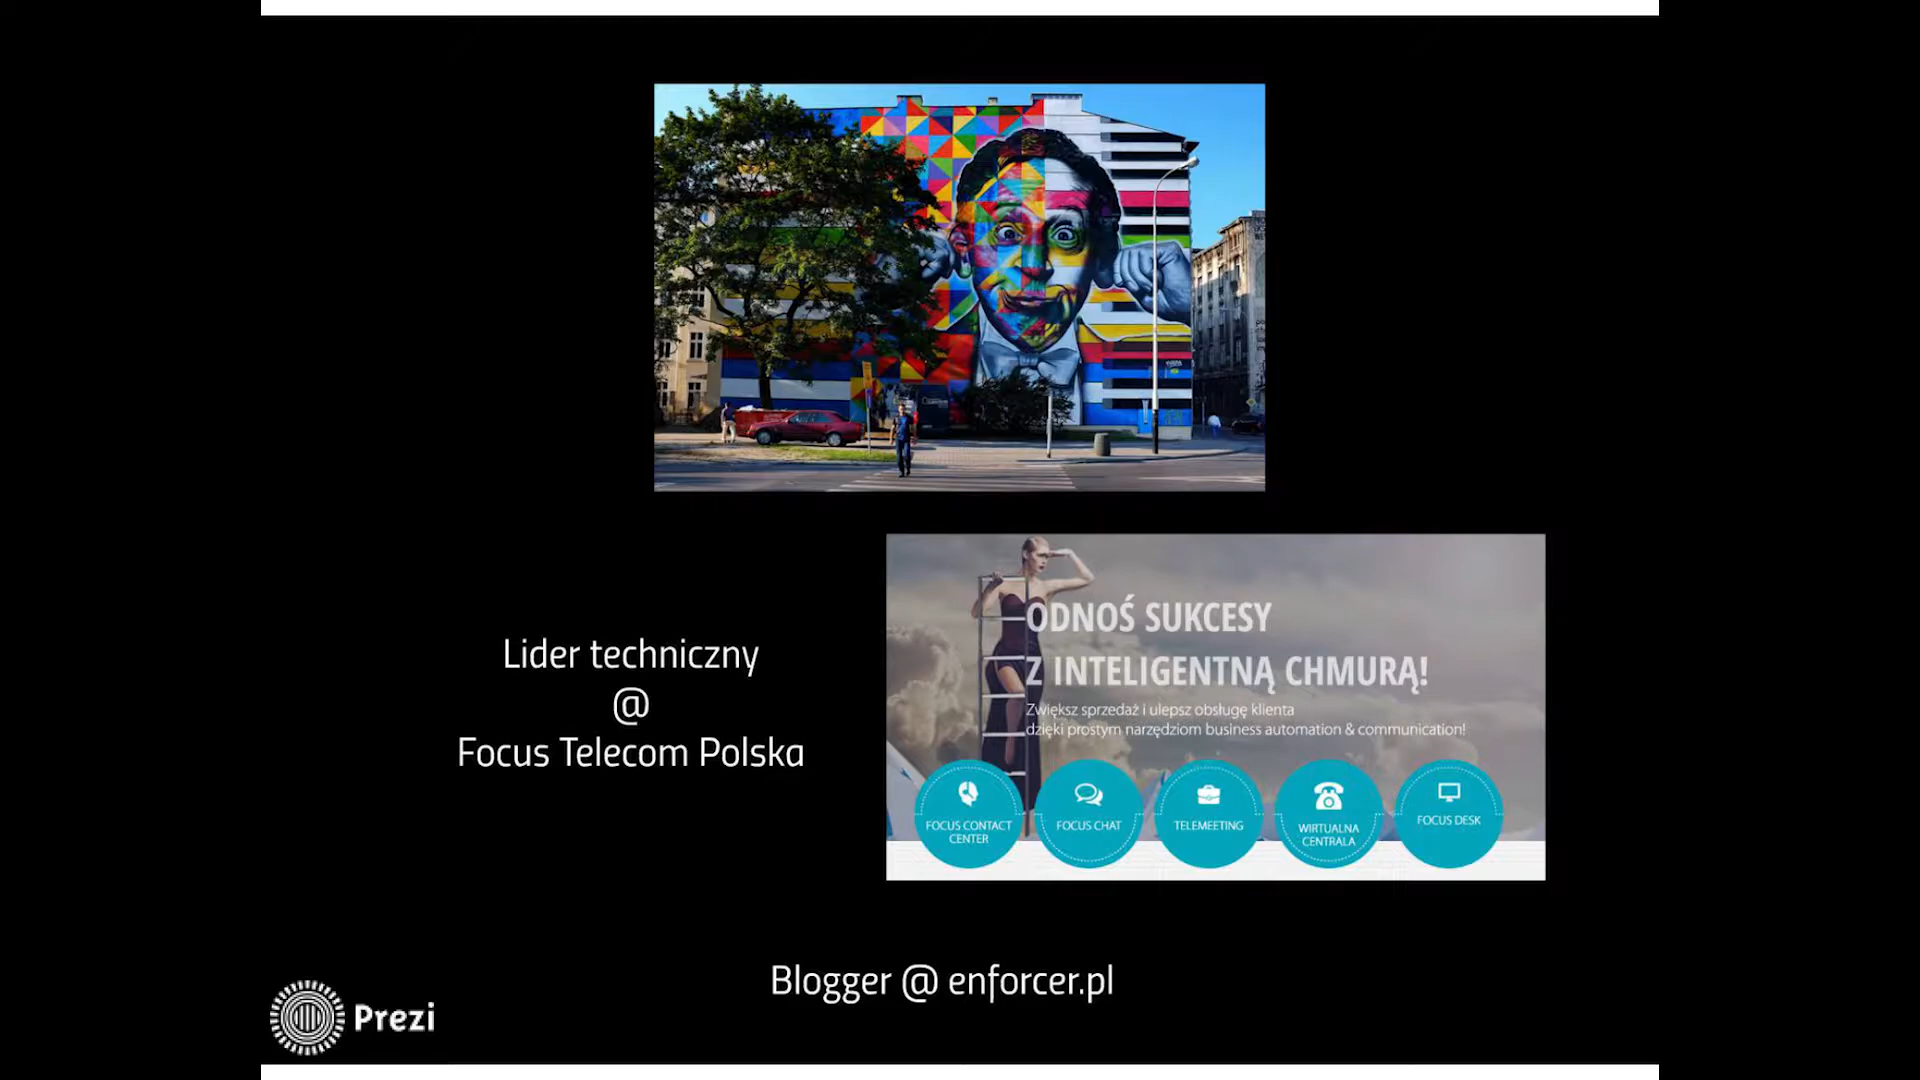 Lider techniczny
@
Focus Telecom Polska
ODNOŚ SUKCESY
Z INTELIGENTNĄ CHMURĄ!
Zwiększ sprzedaż i ulepsz obsługę klienta
dzięki prostym narzędziom business automation & communication!
FOCUS CONTACT
CENTER
FOCUS CHAT
TELEMEETING
WIRTUALNA
CENTRALA
FOCUS DESK
Blogger @ enforcer.pl
Prezi